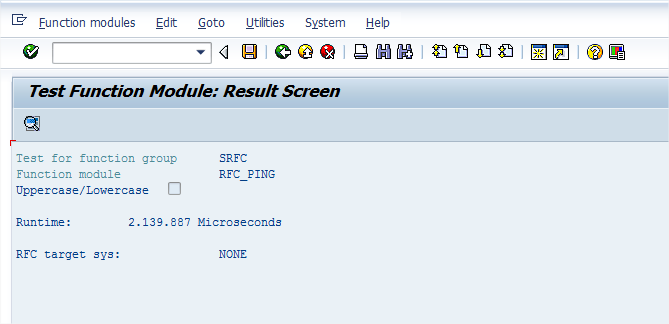 Function modules Edit Goto Utilities System Help
Test Function Module: Result Screen
Test for function group SRFC
Function module RFC_PING
Uppercase/Lowercase
Runtime: 2.139.887 Microseconds
RFC target sys: NONE